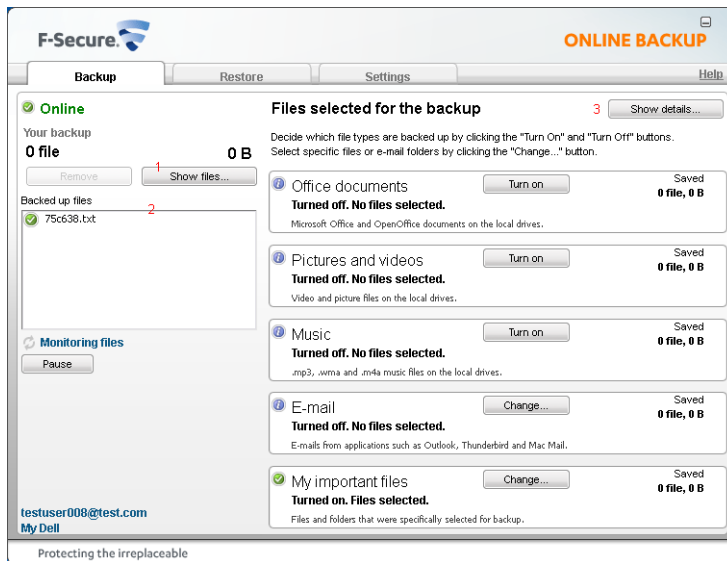 F-Secure.
ONLINE BACKUP
Backup
Restore
Settings
Help
Online
Your backup
0 file 0 B
1
Remove
Show files...
Backed up files
2
75c638.txt
Monitoring files
Pause
testuser008@test.com
My Dell
Files selected for the backup
3
Show details...
Decide which file types are backed up by clicking the "Turn On" and "Turn Off" buttons.
Select specific files or e-mail folders by clicking the "Change..." button.
Office documents
Turn on
Saved
0 file, 0 B
Turned off. No files selected.
Microsoft Office and OpenOffice documents on the local drives.
Pictures and videos
Turn on
Saved
0 file, 0 B
Turned off. No files selected.
Video and picture files on the local drives.
Music
Turn on
Saved
0 file, 0 B
Turned off. No files selected.
.mp3, .wma and .m4a music files on the local drives.
E-mail
Change...
Saved
0 file, 0 B
Turned off. No files selected.
E-mails from applications such as Outlook, Thunderbird and Mac Mail.
My important files
Change...
Saved
0 file, 0 B
Turned on. Files selected.
Files and folders that were specifically selected for backup.
Protecting the irreplaceable